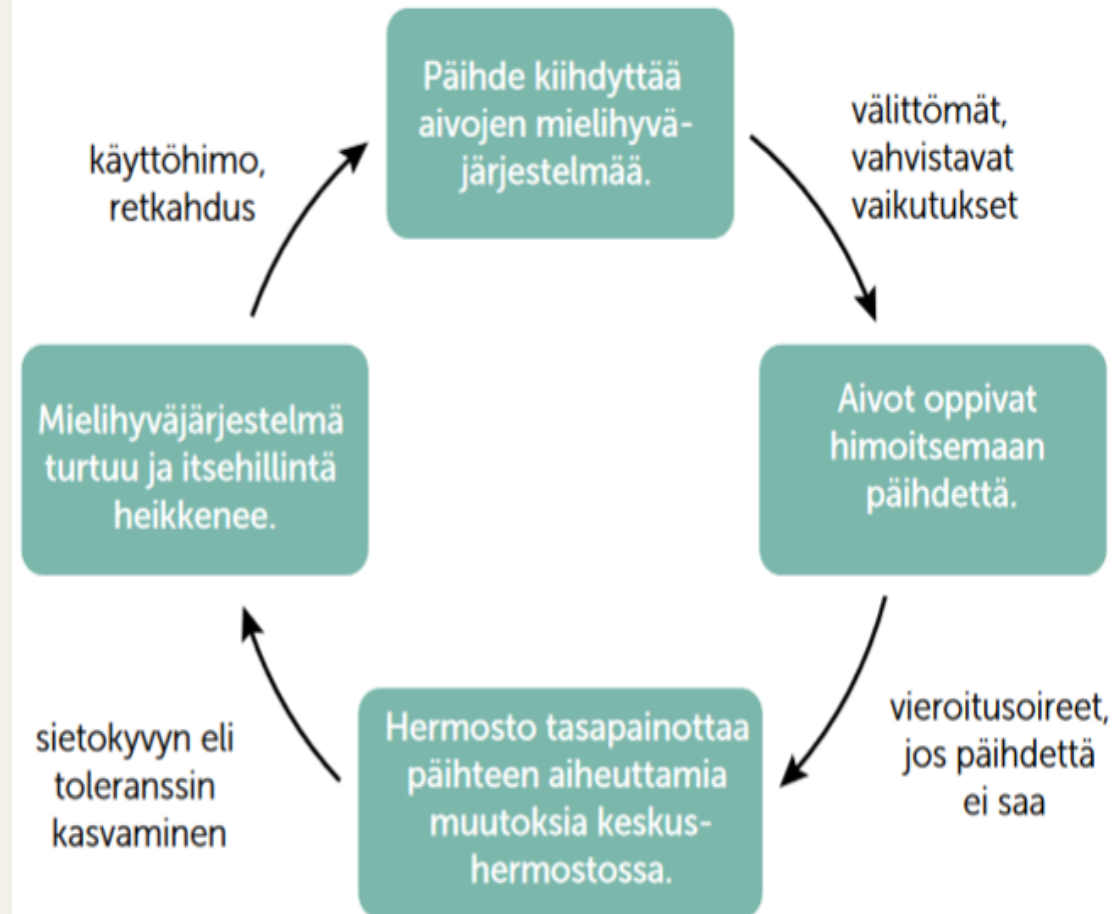 Päihde kiihdyttää
aivojen mielihyvä-
järjestelmää.
välittömät,
vahvistavat
vaikutukset
Aivot oppivat
himoitsemaan
päihdettä.
vieroitusoireet,
jos päihdettä
ei saa
Hermosto tasapainottaa
päihteen aiheuttamia
muutoksia keskus-
hermostossa.
sietokyvyn eli
toleranssin
kasvaminen
Mielihyväjärjestelmä
turtuu ja itsehillintä
heikkenee.
käyttöhimo,
retkahdus